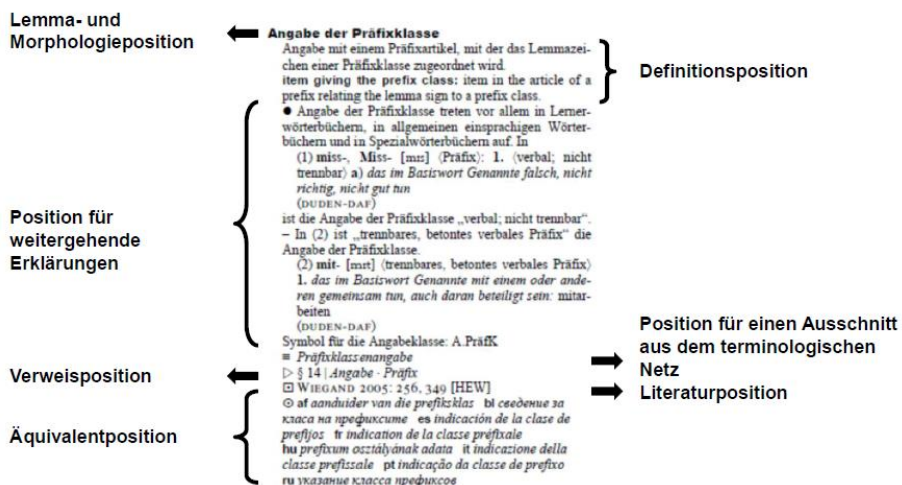 Lemma- und
Morphologieposition
Angabe der Präfixklasse
Angabe mit einem Präfixartikel, mit der das Lemmazei-
chen einer Präfixklasse zugeordnet wird.
item giving the prefix class: item in the article of a
prefix relating the lemma sign to a prefix class.
Definitionsposition
● Angabe der Präfixklasse treten vor allem in Lerner-
wörterbüchern, in allgemeinen einsprachigen Wörter-
büchern und in Spezialwörterbüchern auf. In
(1) miss-, Miss- [mɪs] ⟨Präfix⟩: 1. ⟨verbal; nicht
trennbar⟩ a) das im Basiswort Genannte falsch, nicht
richtig, nicht gut tun
(DUDEN-DAF)
ist die Angabe der Präfixklasse „verbal; nicht trennbar“.
– In (2) ist „trennbares, betontes verbales Präfix“ die
Angabe der Präfixklasse.
(2) mit- [mɪt] ⟨trennbares, betontes verbales Präfix⟩
1. das im Basiswort Genannte mit einem oder ande-
ren gemeinsam tun, auch daran beteiligt sein: mitar-
beiten
(DUDEN-DAF)
Symbol für die Angabeklasse: A.PräfK
Position für
weitergehende
Erklärungen
≡ Präfixklassenangabe
Position für einen Ausschnitt
aus dem terminologischen
Netz
Verweisposition
▷ § 14 | Angabe · Präfix
⊡ WIEGAND 2005: 256, 349 [HEW]
Literaturposition
Äquivalentposition
⊙ af aanduider van die prefiksklas bl сведение за
класа на префиксите es indicación de la clase de
prefijos fr indication de la classe préfixale
hu prefixum osztályának adata it indicazione della
classe prefissale pt indicação da classe de prefixo
ru указание класса префиксов